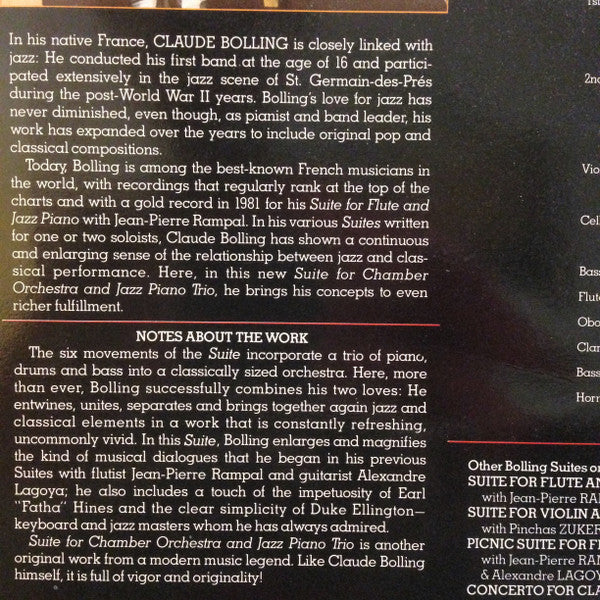 In his native France, CLAUDE BOLLING is closely linked with
jazz: He conducted his first band at the age of 16 and partici-
pated extensively in the jazz scene of St. Germain-des-Prés
during the post-World War II years. Bolling's love for jazz has
never diminished, even though, as pianist and band leader, his
work has expanded over the years to include original pop and
classical compositions.
Today, Bolling is among the best-known French musicians in
the world, with recordings that regularly rank at the top of the
charts and with a gold record in 1981 for his Suite for Flute and
Jazz Piano with Jean-Pierre Rampal. In his various Suites written
for one or two soloists, Claude Bolling has shown a continuous
and enlarging sense of the relationship between jazz and clas-
sical performance. Here, in this new Suite for Chamber
Orchestra and Jazz Piano Trio, he brings his concepts to even
richer fulfillment.
NOTES ABOUT THE WORK
The six movements of the Suite incorporate a trio of piano,
drums and bass into a classically sized orchestra. Here, more
than ever, Bolling successfully combines his two loves: He
entwines, unites, separates and brings together again jazz and
classical elements in a work that is constantly refreshing,
uncommonly vivid. In this Suite, Bolling enlarges and magnifies
the kind of musical dialogues that he began in his previous
Suites with flutist Jean-Pierre Rampal and guitarist Alexandre
Lagoya; he also includes a touch of the impetuosity of Earl
"Fatha" Hines and the clear simplicity of Duke Ellington—
keyboard and jazz masters whom he has always admired.
Suite for Chamber Orchestra and Jazz Piano Trio is another
original work from a modern music legend. Like Claude Bolling
himself, it is full of vigor and originality!
1st
2nd
Vio
Cel
Bass
Flute
Obo
Clar
Bass
Horn
Other Bolling Suites on
SUITE FOR FLUTE AN
with Jean-Pierre RA
SUITE FOR VIOLIN A
with Pinchas ZUKER
PICNIC SUITE FOR F
with Jean-Pierre RA
& Alexandre LAGOY
CONCERTO FOR CLA